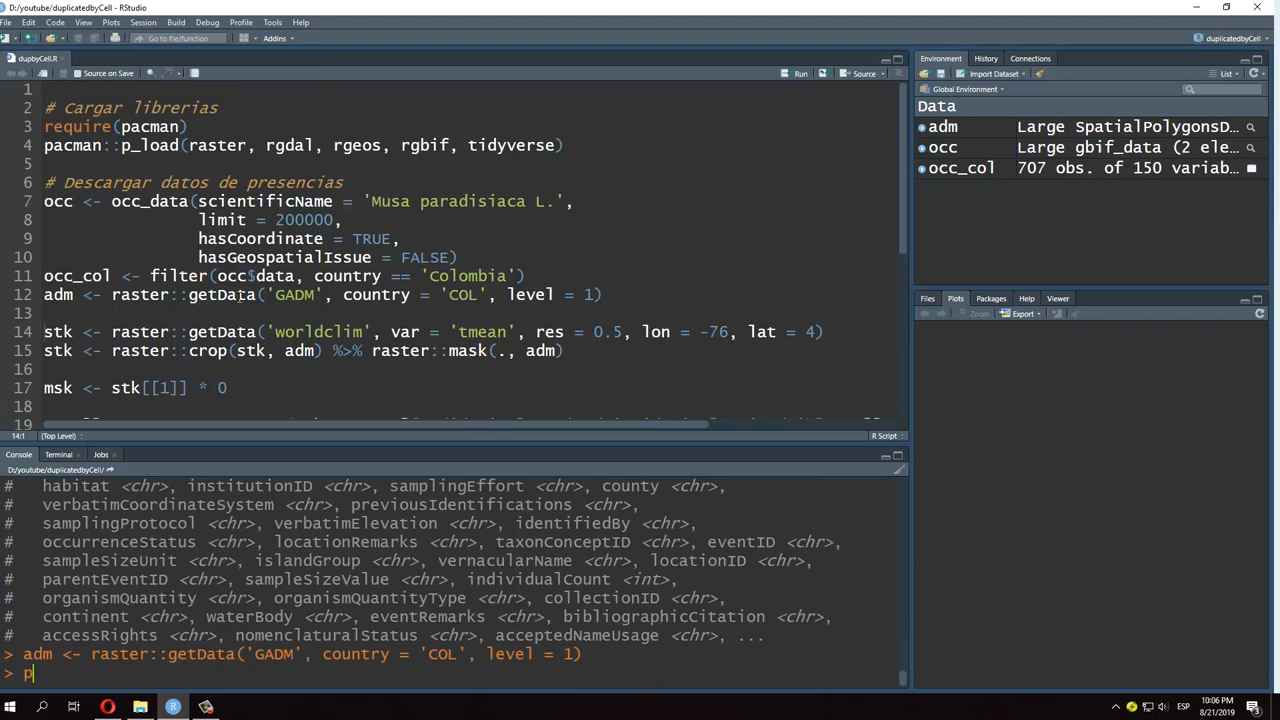 D:/youtube/duplicatedbyCell - RStudio
File Edit Code View Plots Session Build Debug Profile Tools Help
Go to file/function Addins duplicatedbyCell
dupbyCell.R
Source on Save Run Source
1
2 # Cargar librerias
3 require(pacman)
4 pacman::p_load(raster, rgdal, rgeos, rgbif, tidyverse)
5
6 # Descargar datos de presencias
7 occ <- occ_data(scientificName = 'Musa paradisiaca L.',
8 limit = 200000,
9 hasCoordinate = TRUE,
10 hasGeospatialIssue = FALSE)
11 occ_col <- filter(occ$data, country == 'Colombia')
12 adm <- raster::getData('GADM', country = 'COL', level = 1)
13
14 stk <- raster::getData('worldclim', var = 'tmean', res = 0.5, lon = -76, lat = 4)
15 stk <- raster::crop(stk, adm) %>% raster::mask(., adm)
16
17 msk <- stk[[1]] * 0
18
19
14:1 (Top Level) R Script
Console Terminal Jobs
D:/youtube/duplicatedbyCell/
# habitat <chr>, institutionID <chr>, samplingEffort <chr>, county <chr>,
# verbatimCoordinateSystem <chr>, previousIdentifications <chr>,
# samplingProtocol <chr>, verbatimElevation <chr>, identifiedBy <chr>,
# occurrenceStatus <chr>, locationRemarks <chr>, taxonConceptID <chr>, eventID <chr>,
# sampleSizeUnit <chr>, islandGroup <chr>, vernacularName <chr>, locationID <chr>,
# parentEventID <chr>, sampleSizeValue <chr>, individualCount <int>,
# organismQuantity <chr>, organismQuantityType <chr>, collectionID <chr>,
# continent <chr>, waterBody <chr>, eventRemarks <chr>, bibliographicCitation <chr>,
# accessRights <chr>, nomenclaturalStatus <chr>, acceptedNameUsage <chr>, ...
> adm <- raster::getData('GADM', country = 'COL', level = 1)
> p
Environment History Connections
Import Dataset List
Global Environment
Data
adm Large SpatialPolygonsD…
occ Large gbif_data (2 ele…
occ_col 707 obs. of 150 variab…
Files Plots Packages Help Viewer
Zoom Export
ESP
10:06 PM
8/21/2019
3